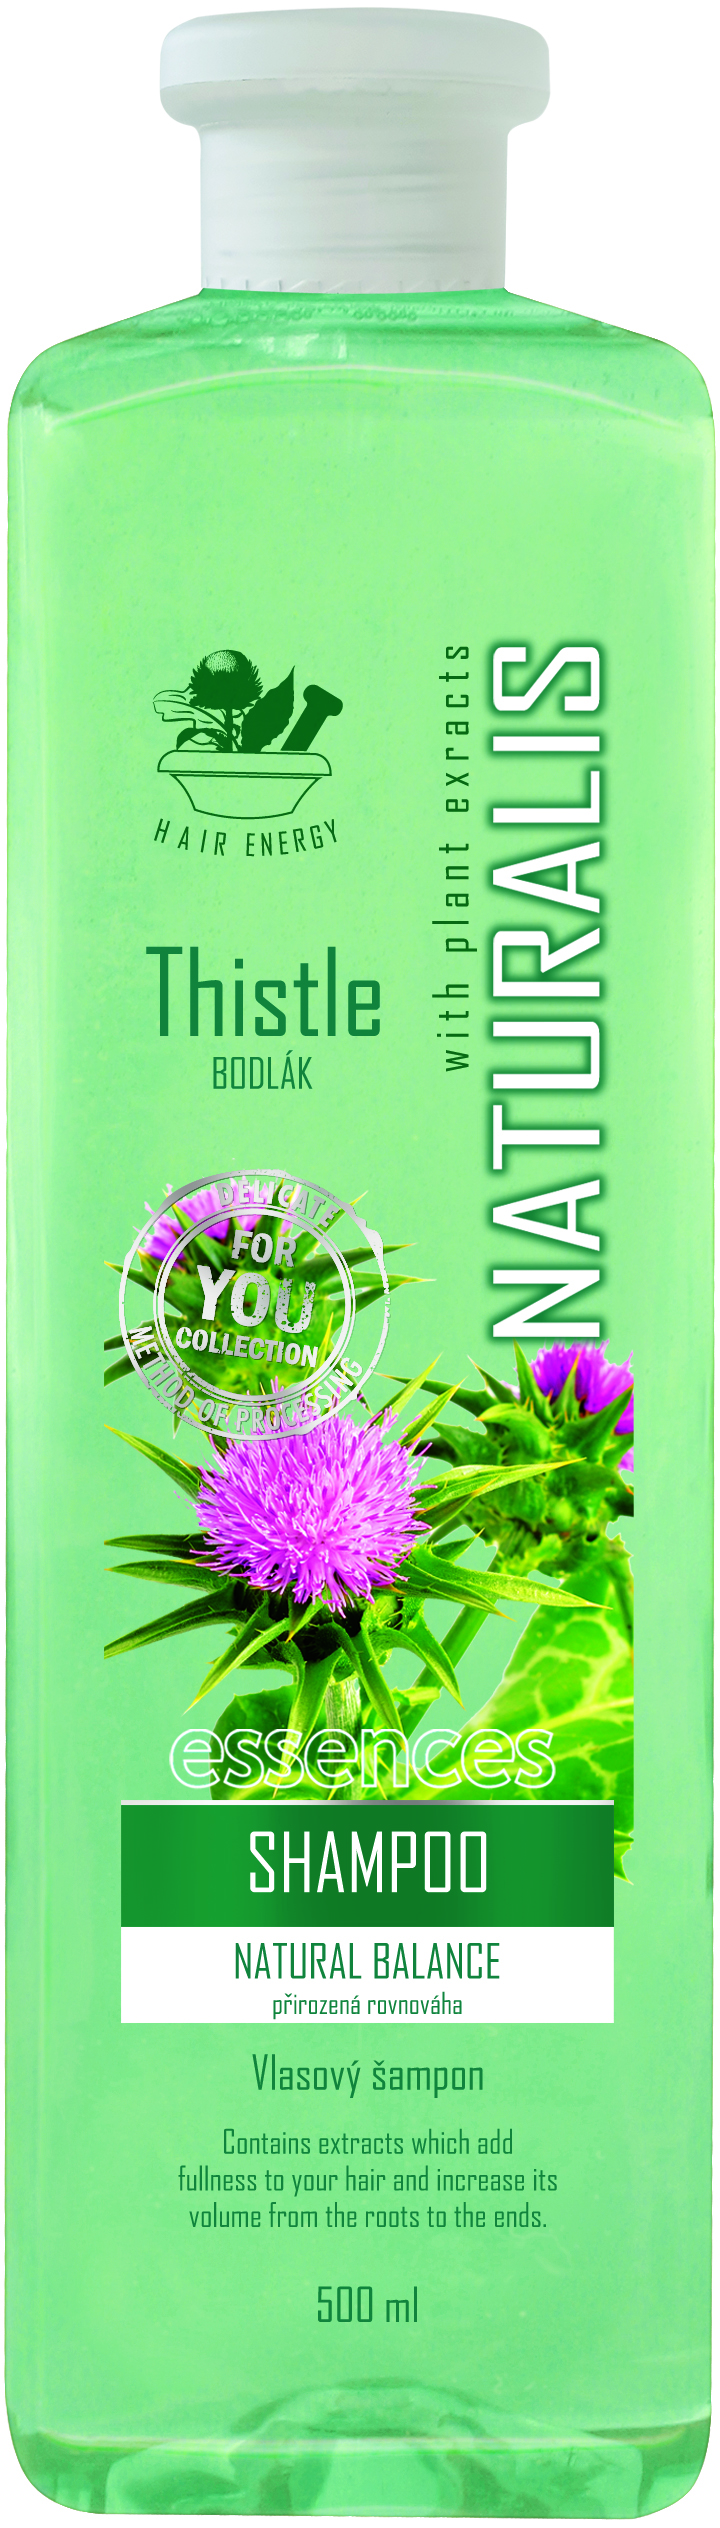 HAIR ENERGY
with plant exracts
NATURALIS
Thistle
BODLÁK
DELICATE
FOR
YOU
COLLECTION
METHOD OF PROCESSING
essences
SHAMPOO
NATURAL BALANCE
přirozená rovnováha
Vlasový šampon
Contains extracts which add
fullness to your hair and increase its
volume from the roots to the ends.
500 ml